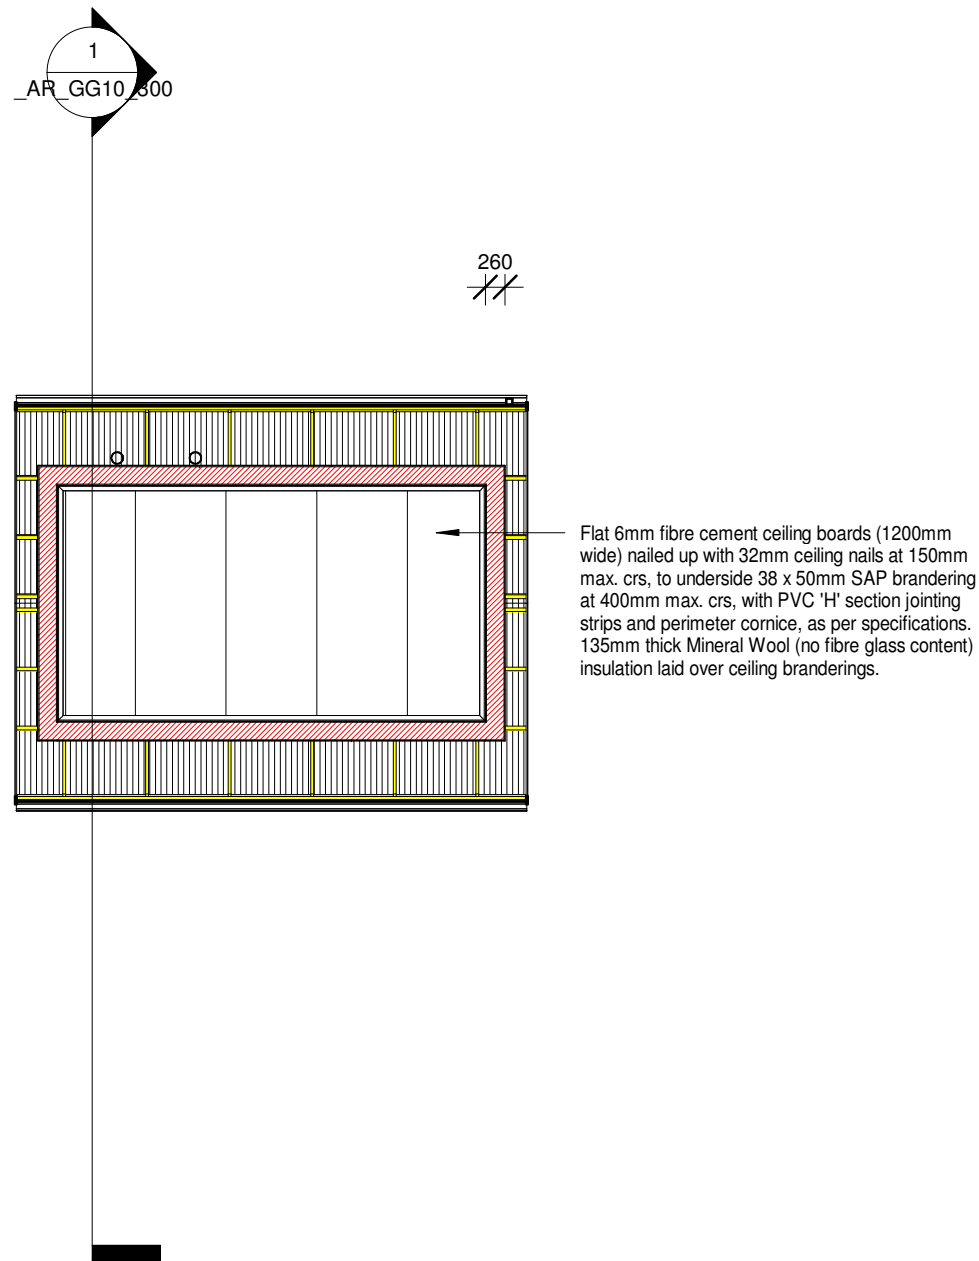 1
_AR_GG10_300
260
Flat 6mm fibre cement ceiling boards (1200mm
wide) nailed up with 32mm ceiling nails at 150mm
max. crs, to underside 38 x 50mm SAP brandering
at 400mm max. crs, with PVC 'H' section jointing
strips and perimeter cornice, as per specifications.
135mm thick Mineral Wool (no fibre glass content)
insulation laid over ceiling branderings.